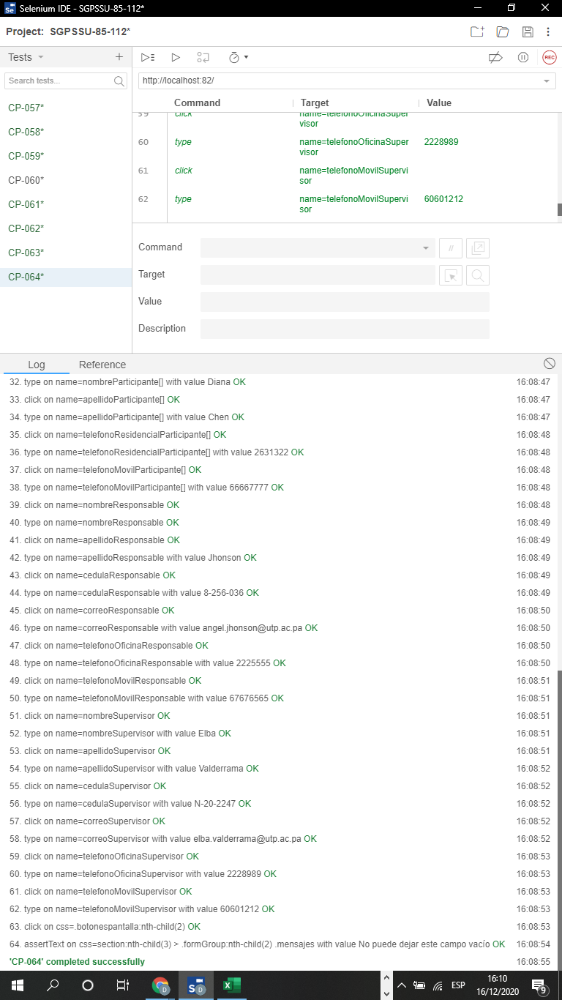 Selenium IDE - SGPSSU-85-112*
Project: SGPSSU-85-112*
Tests
REC
Search tests...
http://localhost:82/
Command Target Value
CP-057*
CP-058*
CP-059*
CP-060*
CP-061*
CP-062*
CP-063*
CP-064*
59 click name=telefonoOficinaSuper
visor
60 type name=telefonoOficinaSuper 2228989
visor
61 click name=telefonoMovilSupervi
sor
62 type name=telefonoMovilSupervi 60601212
sor
Command //
Target
Value
Description
Log Reference
32. type on name=nombreParticipante[] with value Diana OK 16:08:47
33. click on name=apellidoParticipante[] OK 16:08:47
34. type on name=apellidoParticipante[] with value Chen OK 16:08:47
35. click on name=telefonoResidencialParticipante[] OK 16:08:48
36. type on name=telefonoResidencialParticipante[] with value 2631322 OK 16:08:48
37. click on name=telefonoMovilParticipante[] OK 16:08:48
38. type on name=telefonoMovilParticipante[] with value 66667777 OK 16:08:48
39. click on name=nombreResponsable OK 16:08:48
40. type on name=nombreResponsable OK 16:08:49
41. click on name=apellidoResponsable OK 16:08:49
42. type on name=apellidoResponsable with value Jhonson OK 16:08:49
43. click on name=cedulaResponsable OK 16:08:49
44. type on name=cedulaResponsable with value 8-256-036 OK 16:08:49
45. click on name=correoResponsable OK 16:08:50
46. type on name=correoResponsable with value angel.jhonson@utp.ac.pa OK 16:08:50
47. click on name=telefonoOficinaResponsable OK 16:08:50
48. type on name=telefonoOficinaResponsable with value 2225555 OK 16:08:50
49. click on name=telefonoMovilResponsable OK 16:08:51
50. type on name=telefonoMovilResponsable with value 67676565 OK 16:08:51
51. click on name=nombreSupervisor OK 16:08:51
52. type on name=nombreSupervisor with value Elba OK 16:08:51
53. click on name=apellidoSupervisor OK 16:08:51
54. type on name=apellidoSupervisor with value Valderrama OK 16:08:52
55. click on name=cedulaSupervisor OK 16:08:52
56. type on name=cedulaSupervisor with value N-20-2247 OK 16:08:52
57. click on name=correoSupervisor OK 16:08:52
58. type on name=correoSupervisor with value elba.valderrama@utp.ac.pa OK 16:08:52
59. click on name=telefonoOficinaSupervisor OK 16:08:53
60. type on name=telefonoOficinaSupervisor with value 2228989 OK 16:08:53
61. click on name=telefonoMovilSupervisor OK 16:08:53
62. type on name=telefonoMovilSupervisor with value 60601212 OK 16:08:53
63. click on css=.botonespantalla:nth-child(2) OK 16:08:53
64. assertText on css=section:nth-child(3) > .formGroup:nth-child(2) .mensajes with value No puede dejar este campo vacío OK 16:08:54
'CP-064' completed successfully 16:08:55
ESP
16:10
16/12/2020
9